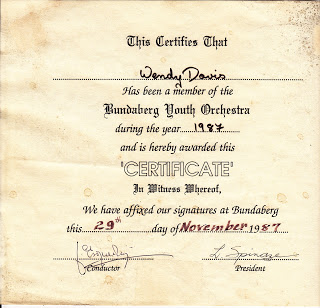 This Certifies That
Wendy Davis
Has been a member of the
Bundaberg Youth Orchestra
during the year 1987
and is hereby awarded this
'CERTIFICATE'
In Witness Whereof,
We have affixed our signatures at Bundaberg
this 29th day of November 1987
Conductor President